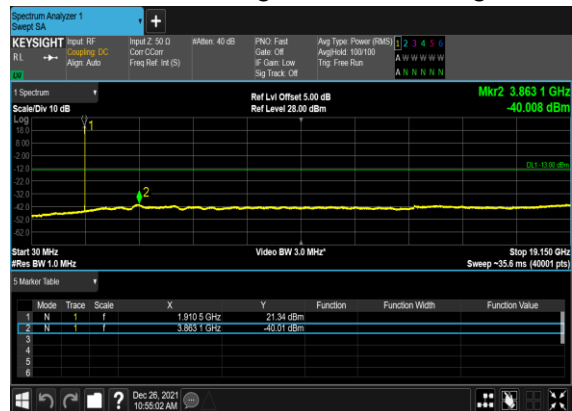 Spectrum Analyzer 1
Swept SA
+
KEYSIGHT
RL
Input: RF
Coupling: DC
Align: Auto
Input Z: 50 Ω
Corr CCorr
Freq Ref: Int (S)
#Atten: 40 dB
PNO: Fast
Gate: Off
IF Gain: Low
Sig Track: Off
Avg Type: Power (RMS)
Avg|Hold: 100/100
Trig: Free Run
1 2 3 4 5 6
A W W W W W
A N N N N N
LW
1 Spectrum
Scale/Div 10 dB
Ref Lvl Offset 5.00 dB
Ref Level 28.00 dBm
Mkr2 3.863 1 GHz
-40.008 dBm
Log
18.0
8.00
-2.00
-12.0
-22.0
-32.0
-42.0
-52.0
-62.0
1
2
DL1 -13.00 dBm
Start 30 MHz
#Res BW 1.0 MHz
Video BW 3.0 MHz*
Stop 19.150 GHz
Sweep ~35.6 ms (40001 pts)
5 Marker Table
Mode Trace Scale X Y Function Function Width Function Value
1 N 1 f 1.910 5 GHz 21.34 dBm
2 N 1 f 3.863 1 GHz -40.01 dBm
3
4
5
6
?
Dec 26, 2021
10:55:02 AM